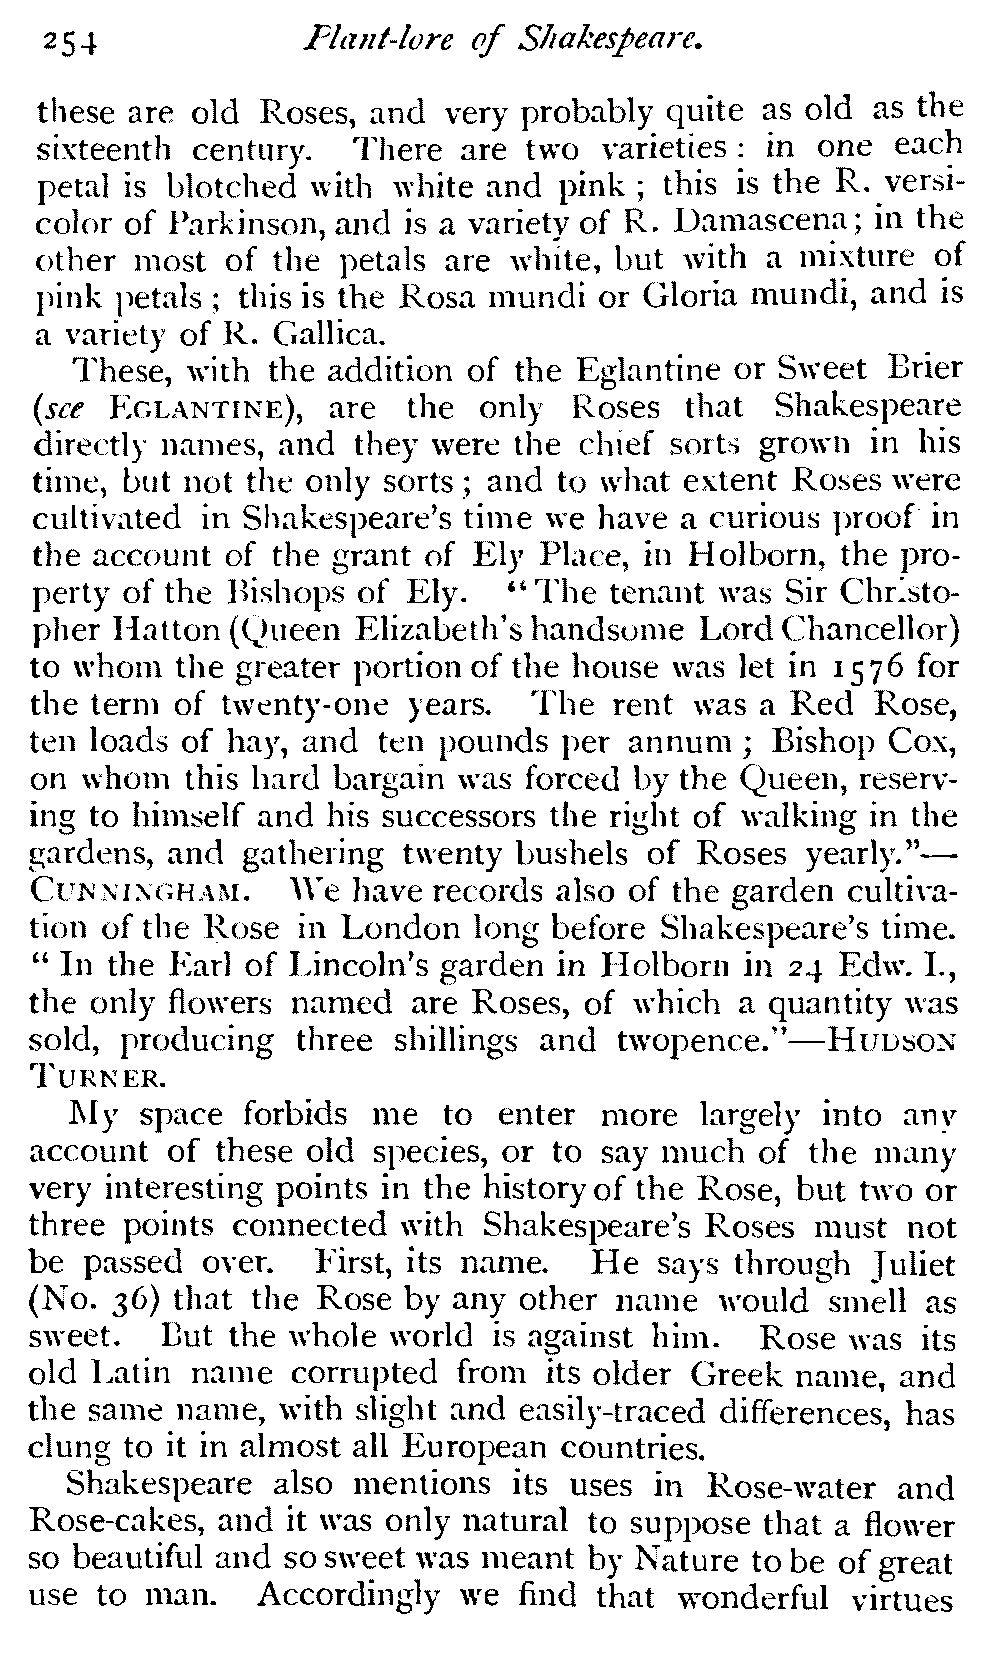 254 Plant-lore of Shakespeare.
these are old Roses, and very probably quite as old as the
sixteenth century. There are two varieties: in one each
petal is blotched with white and pink; this is the R. versi-
color of Parkinson, and is a variety of R. Damascena; in the
other most of the petals are white, but with a mixture of
pink petals; this is the Rosa mundi or Gloria mundi, and is
a variety of R. Gallica.
These, with the addition of the Eglantine or Sweet Brier
(see EGLANTINE), are the only Roses that Shakespeare
directly names, and they were the chief sorts grown in his
time, but not the only sorts; and to what extent Roses were
cultivated in Shakespeare's time we have a curious proof in
the account of the grant of Ely Place, in Holborn, the pro-
perty of the Bishops of Ely. "The tenant was Sir Christo-
pher Hatton (Queen Elizabeth's handsome Lord Chancellor)
to whom the greater portion of the house was let in 1576 for
the term of twenty-one years. The rent was a Red Rose,
ten loads of hay, and ten pounds per annum; Bishop Cox,
on whom this hard bargain was forced by the Queen, reserv-
ing to himself and his successors the right of walking in the
gardens, and gathering twenty bushels of Roses yearly."—
CUNNINGHAM. We have records also of the garden cultiva-
tion of the Rose in London long before Shakespeare's time.
"In the Earl of Lincoln's garden in Holborn in 24 Edw. I.,
the only flowers named are Roses, of which a quantity was
sold, producing three shillings and twopence."—HUDSON
TURNER.
My space forbids me to enter more largely into any
account of these old species, or to say much of the many
very interesting points in the history of the Rose, but two or
three points connected with Shakespeare's Roses must not
be passed over. First, its name. He says through Juliet
(No. 36) that the Rose by any other name would smell as
sweet. But the whole world is against him. Rose was its
old Latin name corrupted from its older Greek name, and
the same name, with slight and easily-traced differences, has
clung to it in almost all European countries.
Shakespeare also mentions its uses in Rose-water and
Rose-cakes, and it was only natural to suppose that a flower
so beautiful and so sweet was meant by Nature to be of great
use to man. Accordingly we find that wonderful virtues